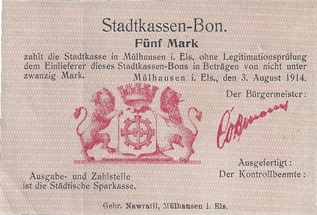 Stadtkassen-Bon.
Fünf Mark
zahlt die Stadtkasse in Mülhausen i. Els. ohne Legitimationsprüfung
dem Einlieferer dieses Stadtkassen-Bons in Beträgen von nicht unter
zwanzig Mark.
Mülhausen i. Els., den 3. August 1914.
Der Bürgermeister:
Ausgabe- und Zahlstelle
ist die Städtische Sparkasse.
Ausgefertigt:
Der Kontrollbeamte:
Gebr. Nawratil, Mülhausen i. Els.